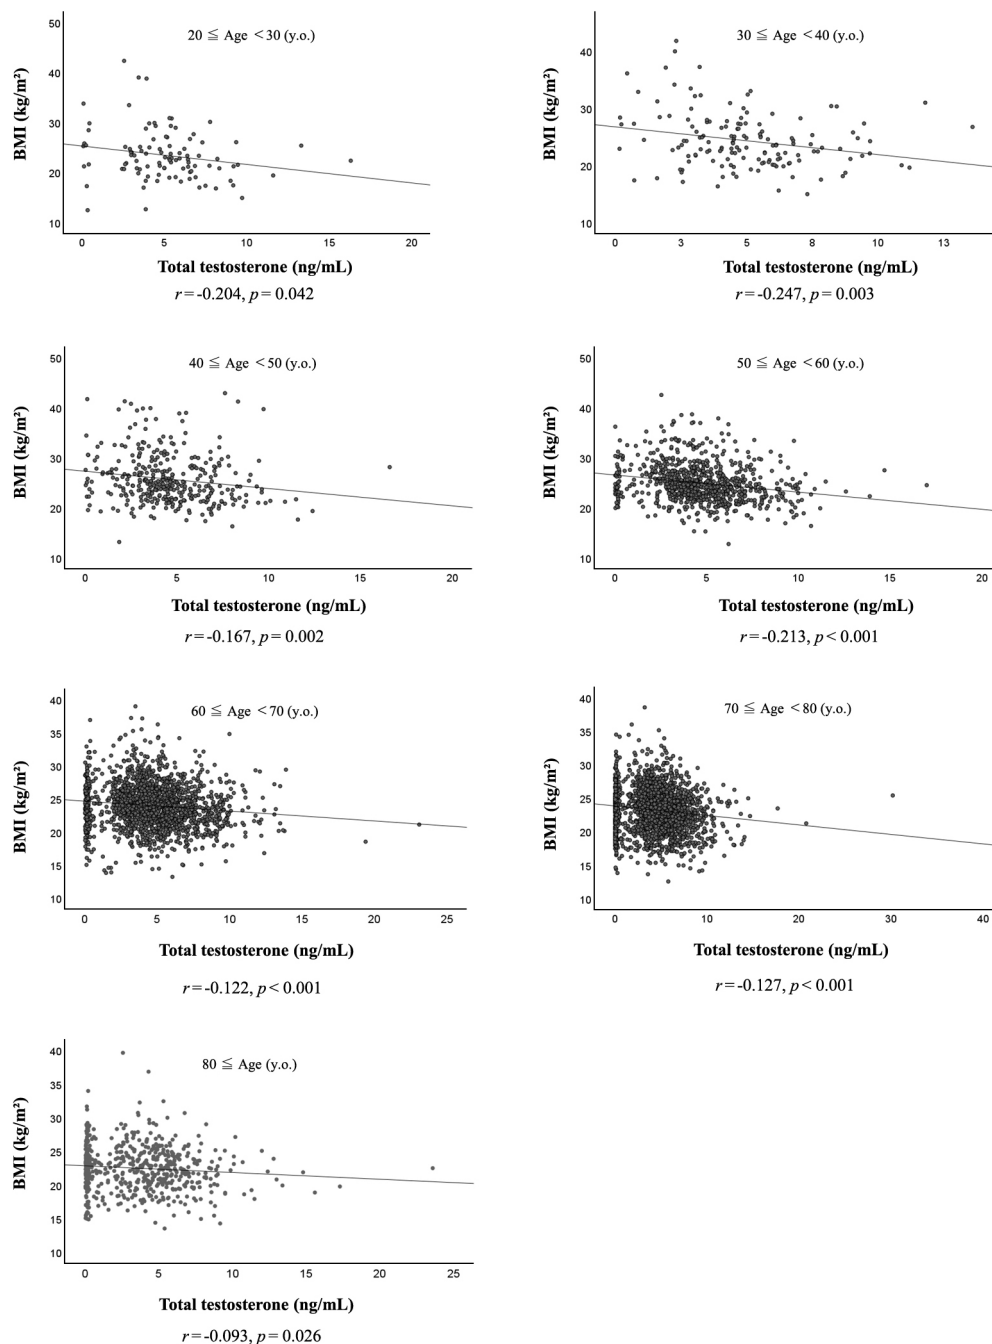 20 ≦ Age <30 (y.o.)
BMI (kg/m²)
50
40
30
20
10
0 5 10 15 20
Total testosterone (ng/mL)
r=-0.204, p= 0.042
30 ≦ Age <40 (y.o.)
BMI (kg/m²)
40
30
20
10
0 3 5 8 10 13
Total testosterone (ng/mL)
r=-0.247, p= 0.003
40 ≦ Age <50 (y.o.)
BMI (kg/m²)
50
40
30
20
10
0 5 10 15 20
Total testosterone (ng/mL)
r=-0.167, p= 0.002
50 ≦ Age <60 (y.o.)
BMI (kg/m²)
50
40
30
20
10
0 5 10 15 20
Total testosterone (ng/mL)
r=-0.213, p< 0.001
60 ≦ Age <70 (y.o.)
BMI (kg/m²)
40
35
30
25
20
15
10
0 5 10 15 20 25
Total testosterone (ng/mL)
r=-0.122, p< 0.001
70 ≦ Age <80 (y.o.)
BMI (kg/m²)
40
35
30
25
20
15
10
0 10 20 30 40
Total testosterone (ng/mL)
r=-0.127, p< 0.001
80 ≦ Age (y.o.)
BMI (kg/m²)
40
35
30
25
20
15
10
0 5 10 15 20 25
Total testosterone (ng/mL)
r=-0.093, p= 0.026